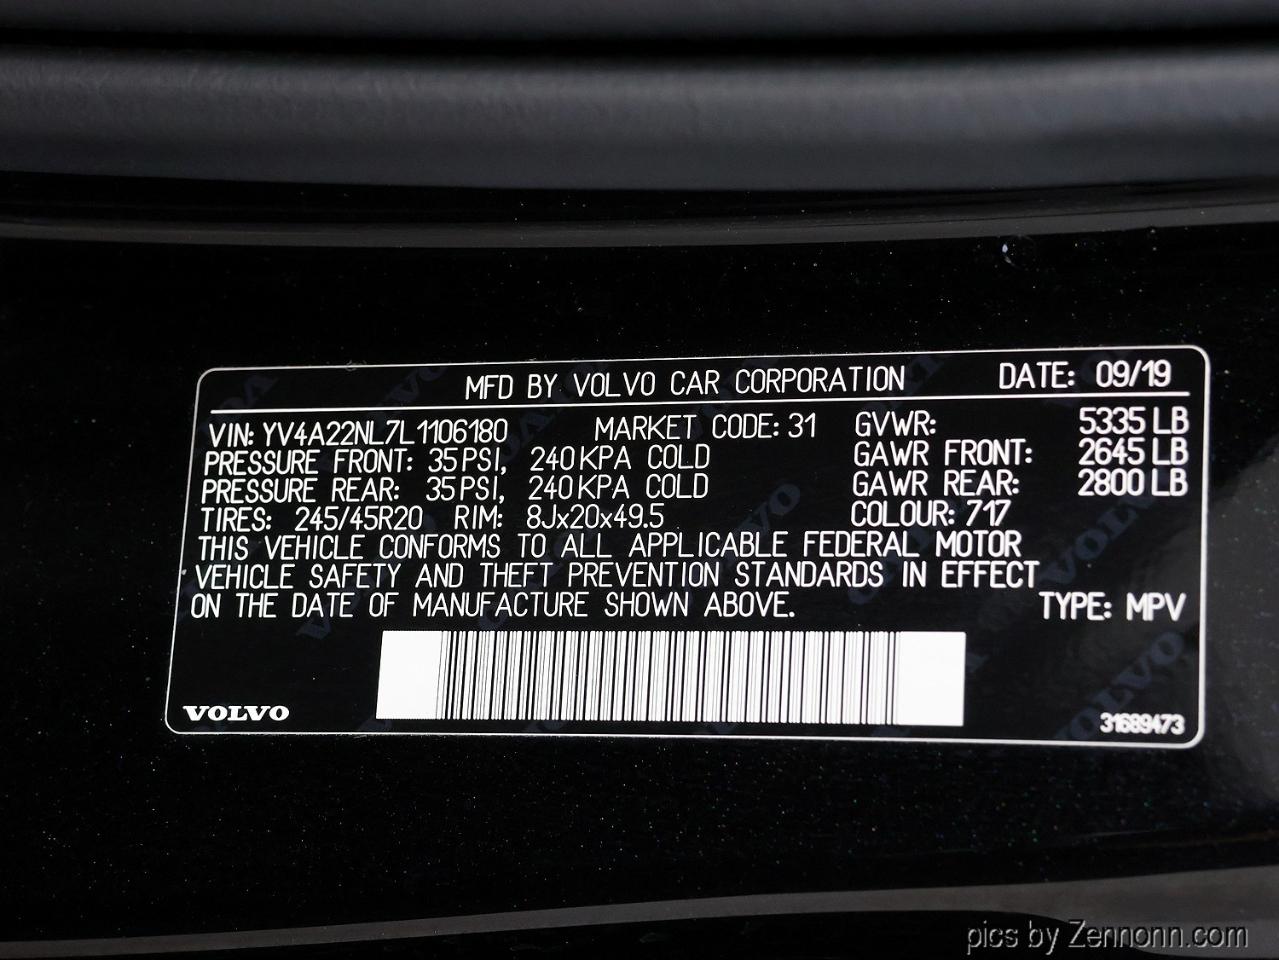 MFD BY VOLVO CAR CORPORATION DATE: 09/19
VIN: YV4A22NL7L1106180 MARKET CODE: 31 GVWR: 5335 LB
PRESSURE FRONT: 35 PSI, 240 KPA COLD GAWR FRONT: 2645 LB
PRESSURE REAR: 35 PSI, 240 KPA COLD GAWR REAR: 2800 LB
TIRES: 245/45R20 RIM: 8Jx20x49.5 COLOUR: 717
THIS VEHICLE CONFORMS TO ALL APPLICABLE FEDERAL MOTOR
VEHICLE SAFETY AND THEFT PREVENTION STANDARDS IN EFFECT
ON THE DATE OF MANUFACTURE SHOWN ABOVE. TYPE: MPV
VOLVO 31689473
pics by Zennonn.com